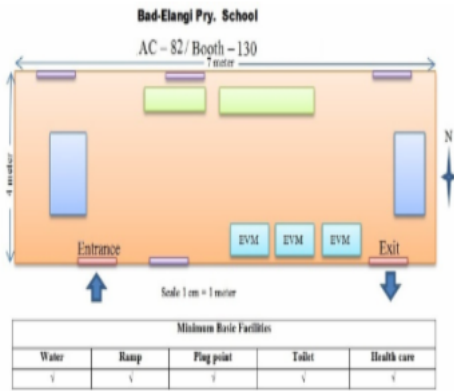 Bad-Elangi Pry. School
AC – 82/ Booth – 130
7 meter
4 meter
N
EVM EVM EVM
Entrance Exit
Scale 1 cm = 1 meter
Minimum Basic Facilities
Water Ramp Plug point Toilet Health care
√ √ √ √ √